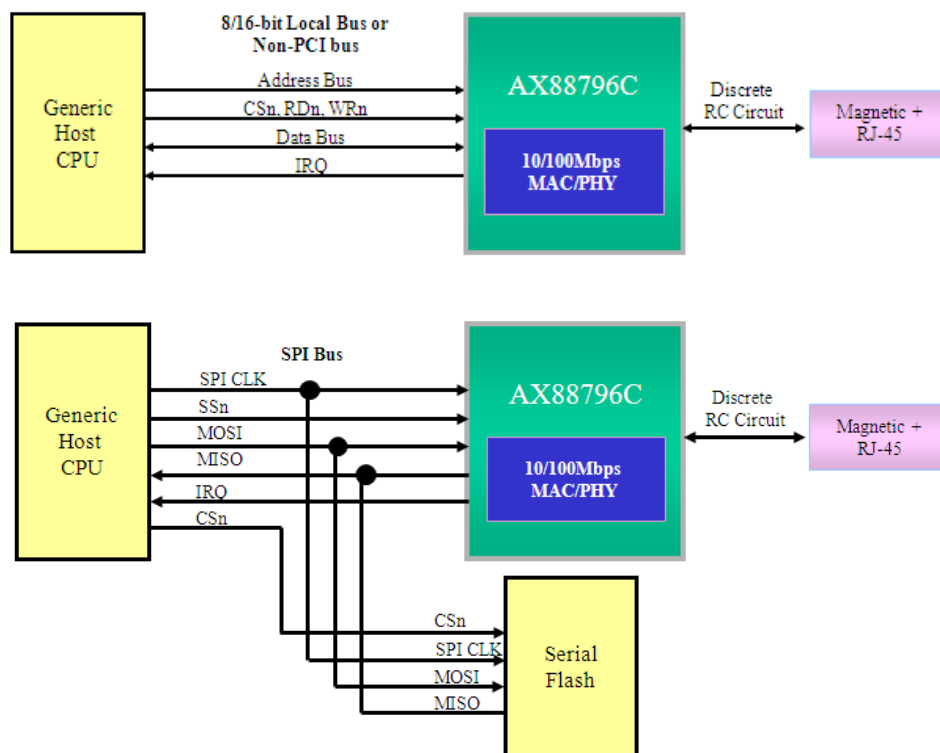 8/16-bit Local Bus or
Non-PCI bus
Generic
Host
CPU
Address Bus
CSn, RDn, WRn
Data Bus
IRQ
AX88796C
10/100Mbps
MAC/PHY
Discrete
RC Circuit
Magnetic +
RJ-45
SPI Bus
Generic
Host
CPU
SPI CLK
SSn
MOSI
MISO
IRQ
CSn
AX88796C
10/100Mbps
MAC/PHY
Discrete
RC Circuit
Magnetic +
RJ-45
CSn
SPI CLK
MOSI
MISO
Serial
Flash